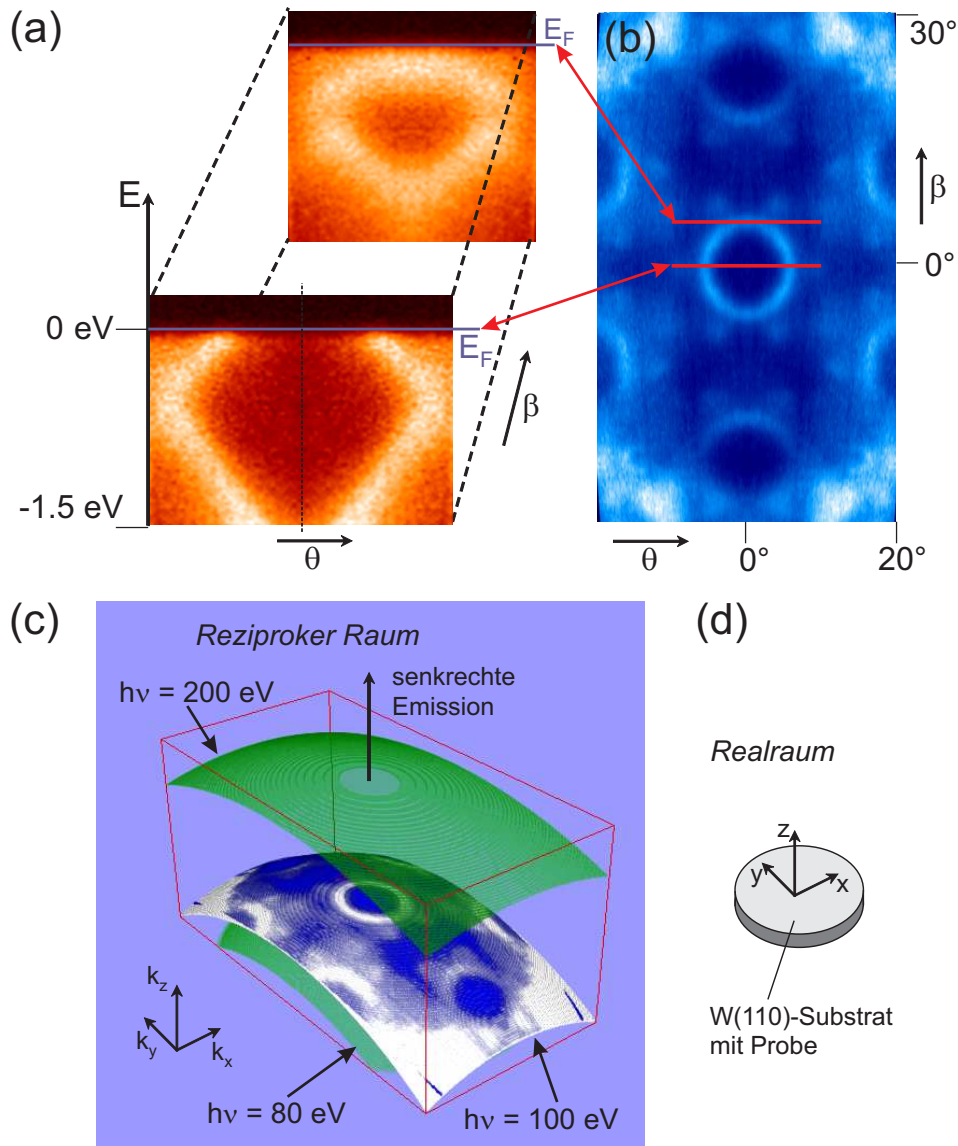 (a)
E_F
E
0 eV
E_F
β
-1.5 eV
θ
(b)
30°
β
0°
θ
0°
20°
(c)
Reziproker Raum
hν = 200 eV
senkrechte
Emission
k_z
k_y
k_x
hν = 80 eV
hν = 100 eV
(d)
Realraum
z
y
x
W(110)-Substrat
mit Probe